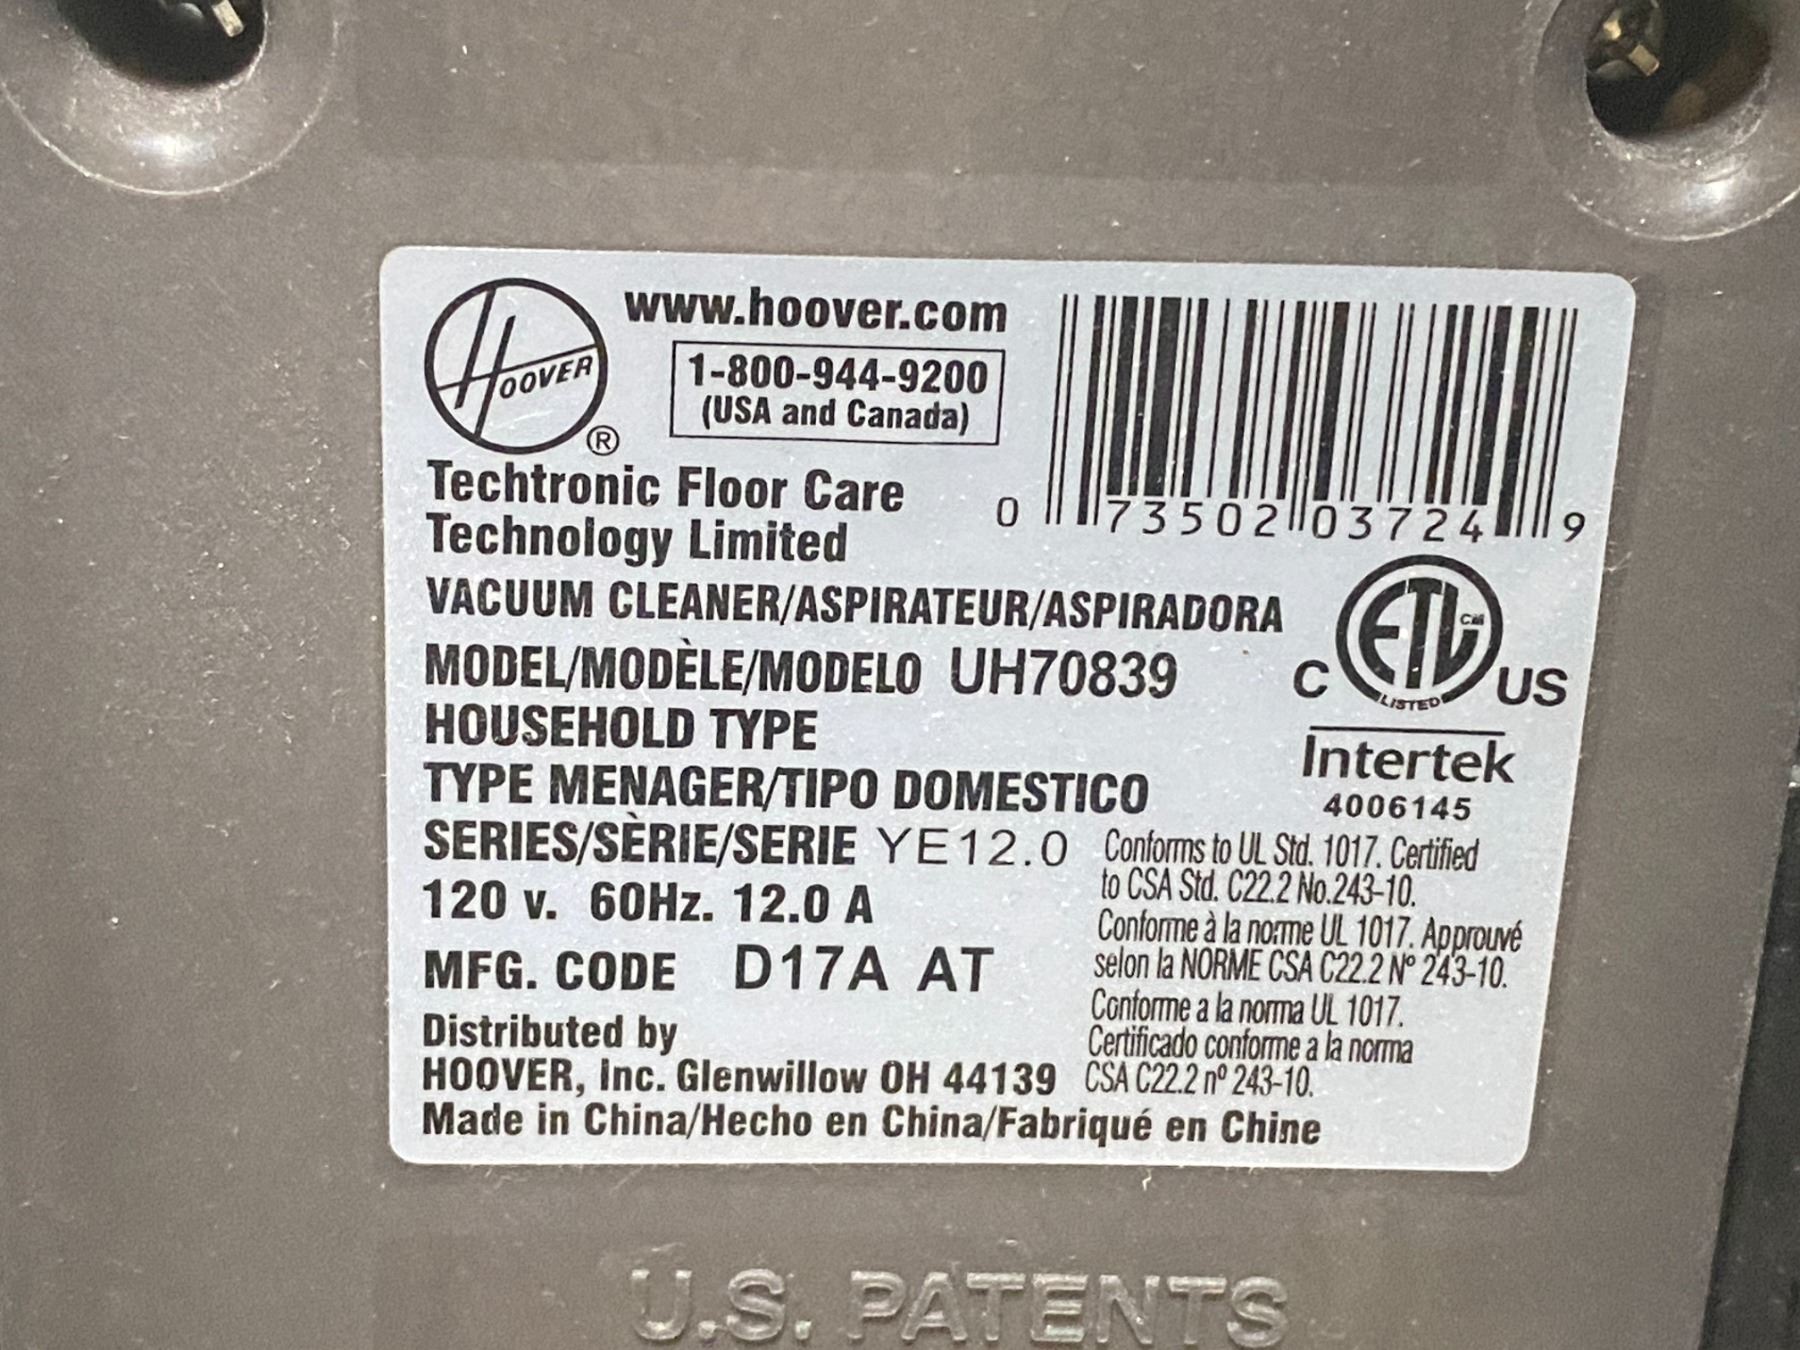 HOOVER®
www.hoover.com
1-800-944-9200
(USA and Canada)
0 73502 03724 9
Techtronic Floor Care
Technology Limited
VACUUM CLEANER/ASPIRATEUR/ASPIRADORA
MODEL/MODÈLE/MODELO UH70839
HOUSEHOLD TYPE
TYPE MENAGER/TIPO DOMESTICO
SERIES/SÈRIE/SERIE YE12.0
120 v. 60Hz. 12.0 A
MFG. CODE D17A AT
Distributed by
HOOVER, Inc. Glenwillow OH 44139
Made in China/Hecho en China/Fabriqué en Chine
ETL
LISTED
C US
Intertek
4006145
Conforms to UL Std. 1017. Certified
to CSA Std. C22.2 No.243-10.
Conforme à la norme UL 1017. Approuvé
selon la NORME CSA C22.2 N° 243-10.
Conforme a la norma UL 1017.
Certificado conforme a la norma
CSA C22.2 nº 243-10.
U.S. PATENTS